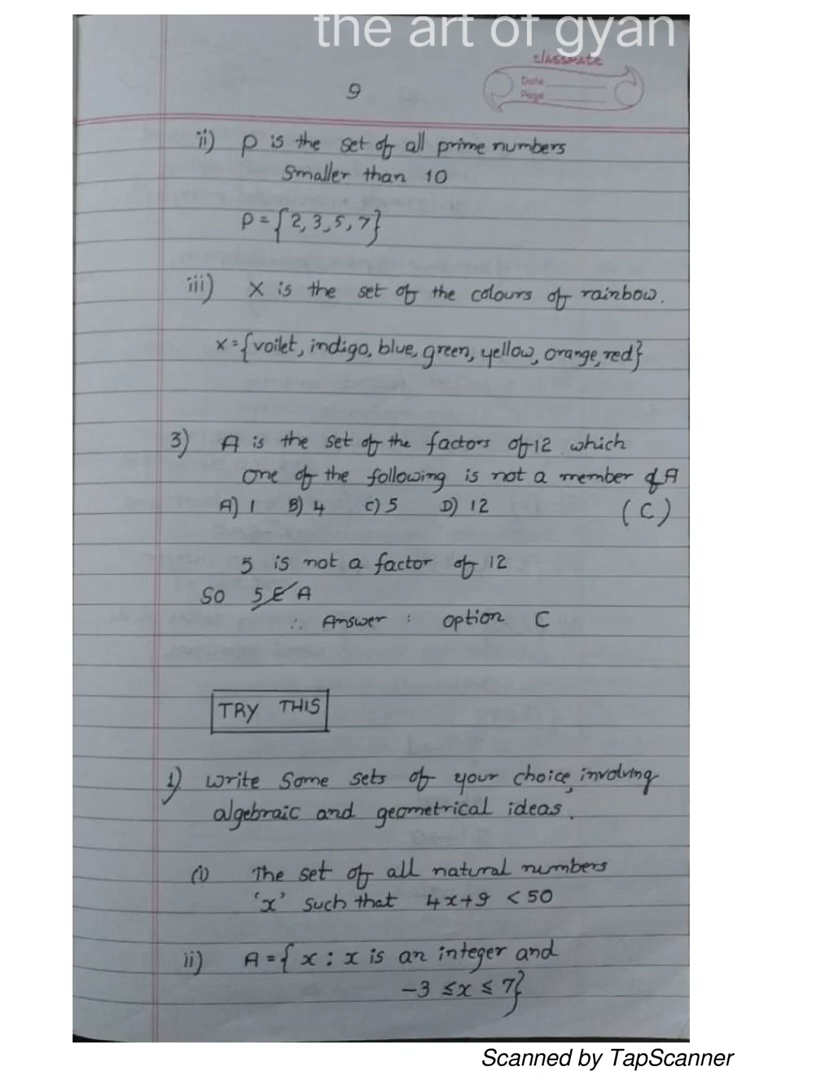 the art of gyan
classmate
Date
Page
9
ii) P is the set of all prime numbers
smaller than 10
P = {2, 3, 5, 7}
iii) X is the set of the colours of rainbow.
X = {voilet, indigo, blue, green, yellow, orange, red}
3) A is the set of the factors of 12 which
one of the following is not a member of A
A) 1 B) 4 C) 5 D) 12 (C)
5 is not a factor of 12
so 5 ∉ A
∴ Answer : option C
TRY THIS
1) Write Some sets of your choice, involving
algebraic and geometrical ideas.
(i) The set of all natural numbers
'x' such that 4x+9 < 50
ii) A = { x : x is an integer and
-3 ≤ x ≤ 7}
Scanned by TapScanner